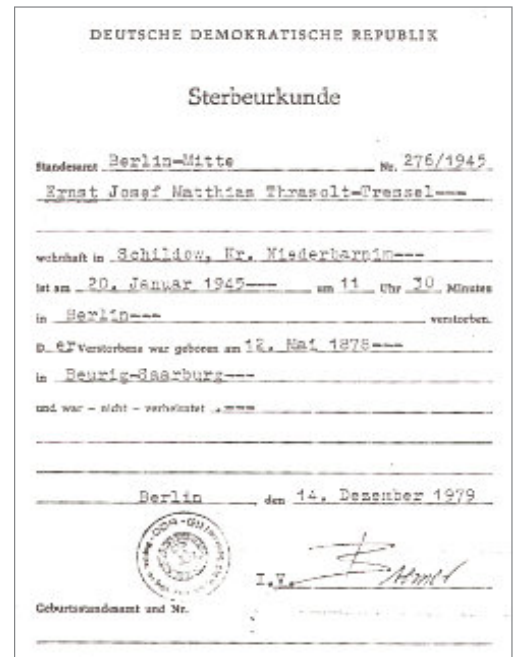 DEUTSCHE DEMOKRATISCHE REPUBLIK
Sterbeurkunde
Standesamt Berlin-Mitte Nr. 276/1945
Ernst Josef Matthias Thrasolt-Tressel---
wohnhaft in Schildow, Kr. Niederbarnim---
ist am 20. Januar 1945--- um 11 Uhr 30 Minuten
in Berlin--- verstorben.
D er Verstorbene war geboren am 12. Mai 1878---
in Beurig-Saarburg---
und war – nicht – verheiratet .---
Berlin, den 14. Dezember 1979
I.V.
Geburtsstandesamt und Nr.